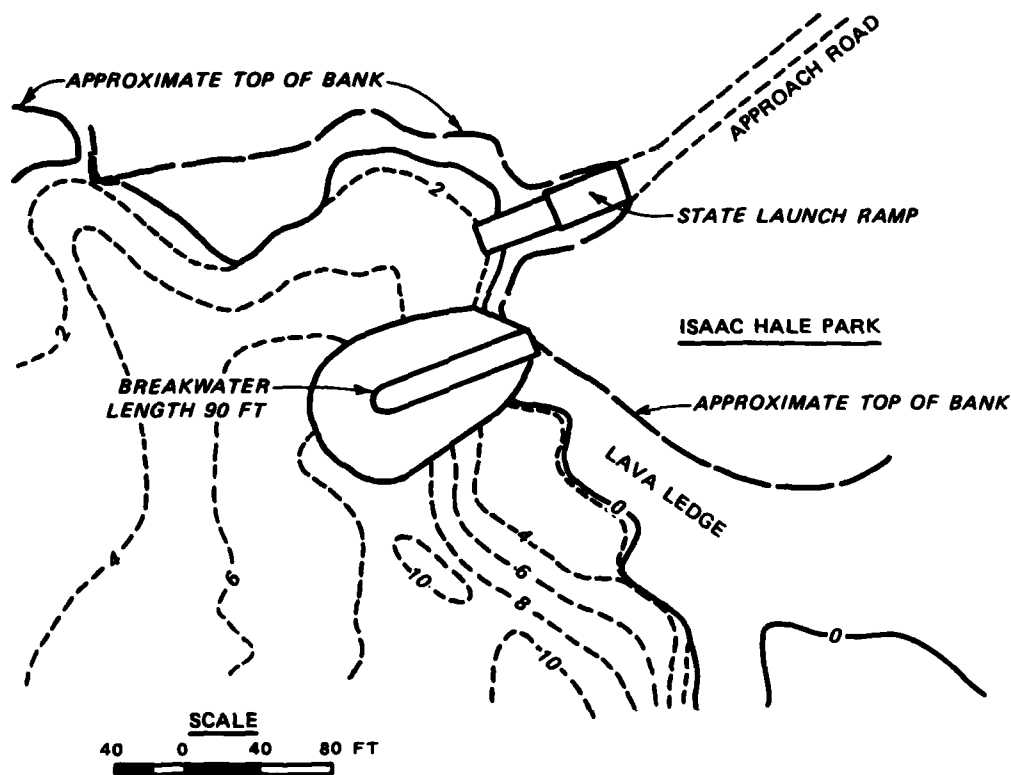 APPROXIMATE TOP OF BANK
APPROACH ROAD
2
STATE LAUNCH RAMP
2
ISAAC HALE PARK
BREAKWATER
LENGTH 90 FT
APPROXIMATE TOP OF BANK
LAVA LEDGE
0
4
4
6
6
10
8
10
0
SCALE
40 0 40 80 FT